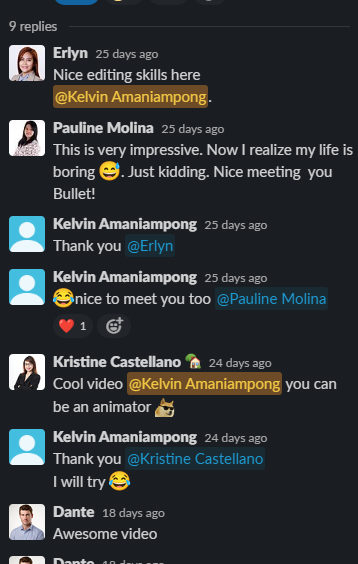 9 replies
Erlyn 25 days ago
Nice editing skills here
@Kelvin Amaniampong.
Pauline Molina 25 days ago
This is very impressive. Now I realize my life is
boring 😅. Just kidding. Nice meeting you
Bullet!
Kelvin Amaniampong 25 days ago
Thank you @Erlyn
Kelvin Amaniampong 25 days ago
😂nice to meet you too @Pauline Molina
❤️ 1
Kristine Castellano 🏡 24 days ago
Cool video @Kelvin Amaniampong you can
be an animator
Kelvin Amaniampong 24 days ago
Thank you @Kristine Castellano
I will try 😂
Dante 18 days ago
Awesome video
Dante 18 days ago